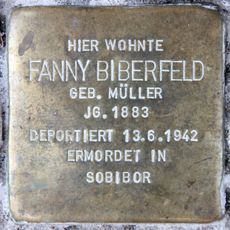 HIER WOHNTE
FANNY BIBERFELD
GEB. MÜLLER
JG. 1883
DEPORTIERT 13.6.1942
ERMORDET IN
SOBIBOR